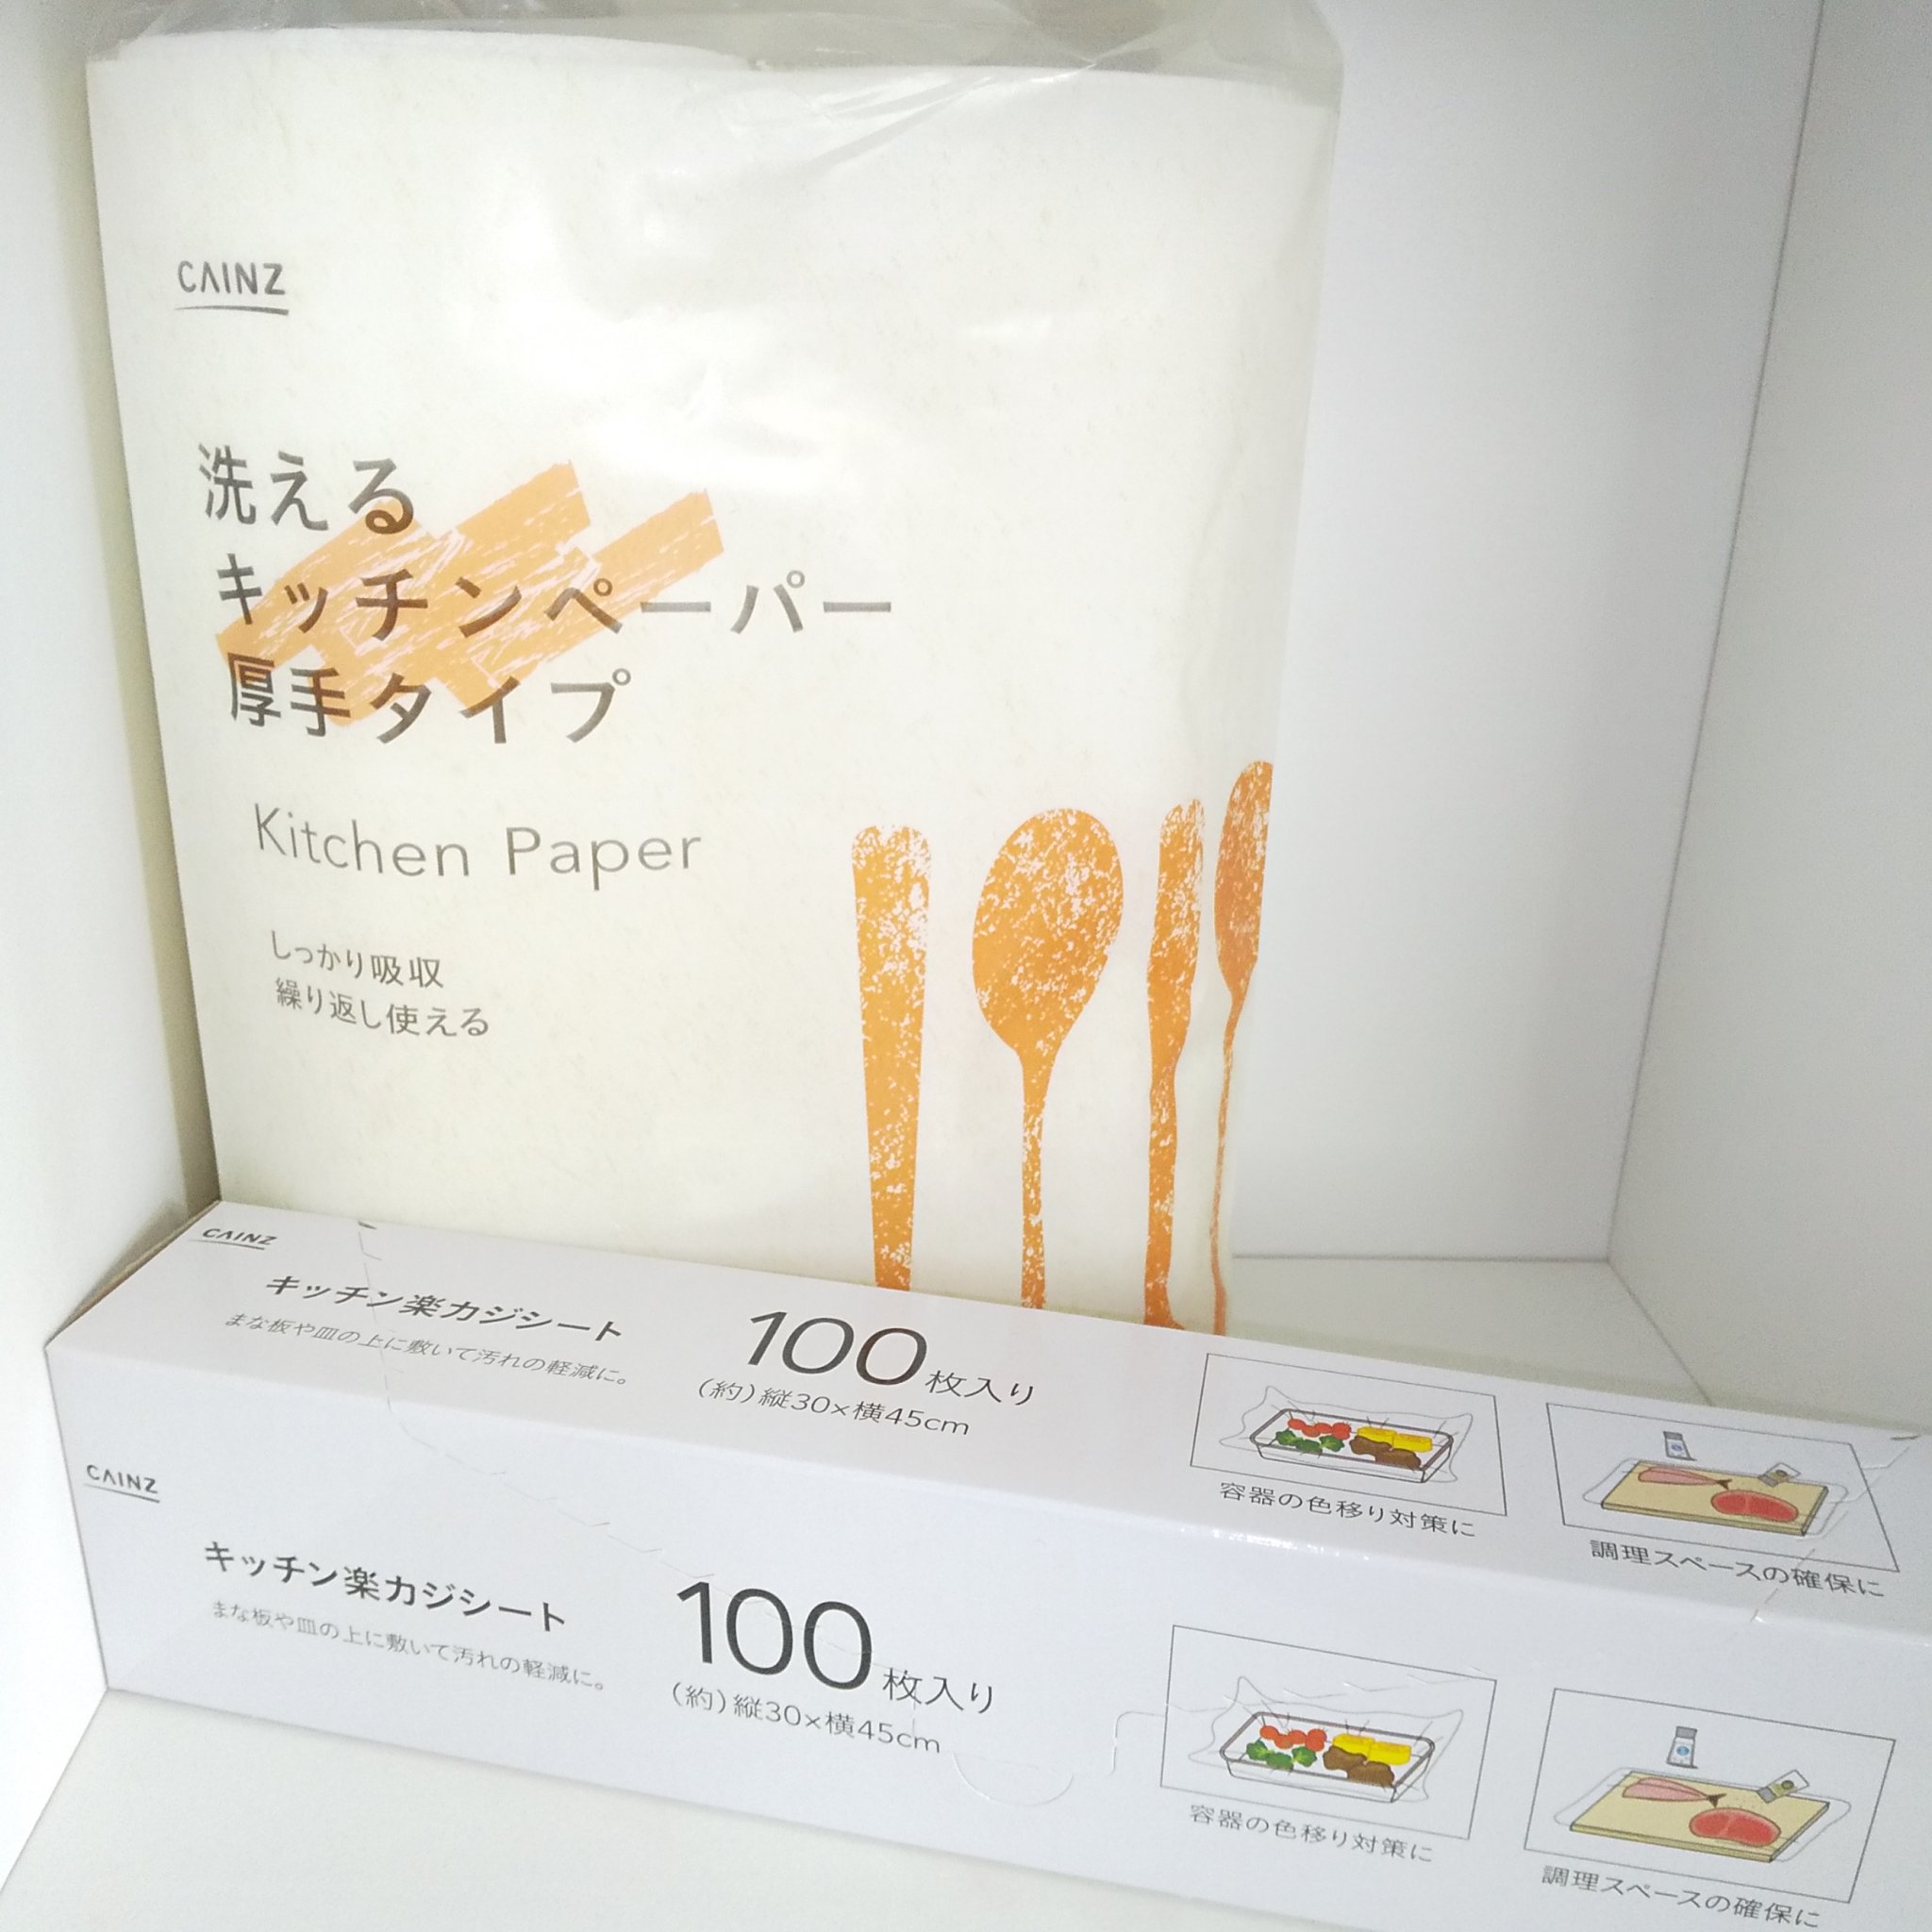 CAINZ
洗える
キッチンペーパー
厚手タイプ
Kitchen Paper
しっかり吸収
繰り返し使える
CAINZ
キッチン楽カジシート
まな板や皿の上に敷いて汚れの軽減に。
100枚入り
(約)縦30×横45cm
容器の色移り対策に
調理スペースの確保に
CAINZ
キッチン楽カジシート
まな板や皿の上に敷いて汚れの軽減に。
100枚入り
(約)縦30×横45cm
容器の色移り対策に
調理スペースの確保に